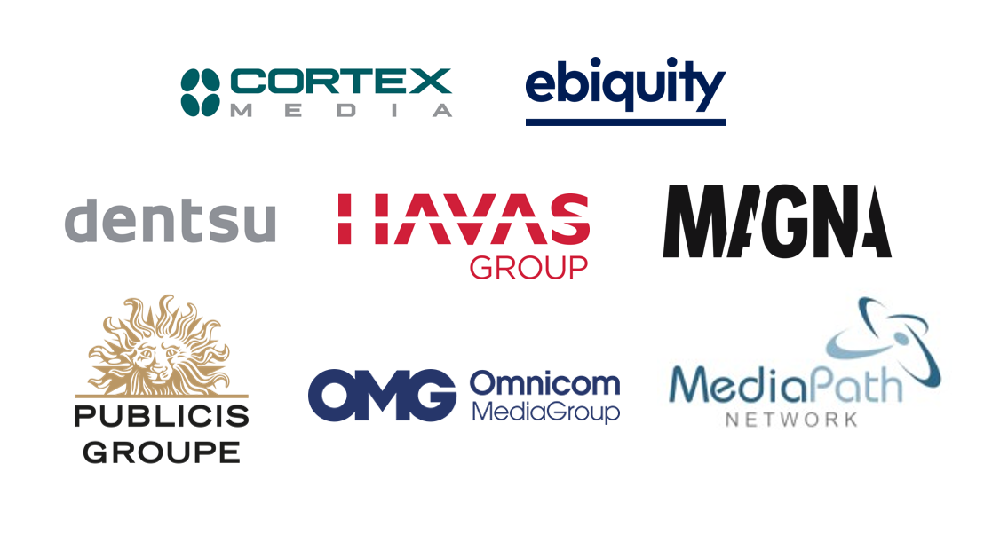 CORTEX
MEDIA
ebiquity
dentsu
HAVAS
GROUP
MAGNA
PUBLICIS
GROUPE
OMG
Omnicom
MediaGroup
MediaPath
NETWORK